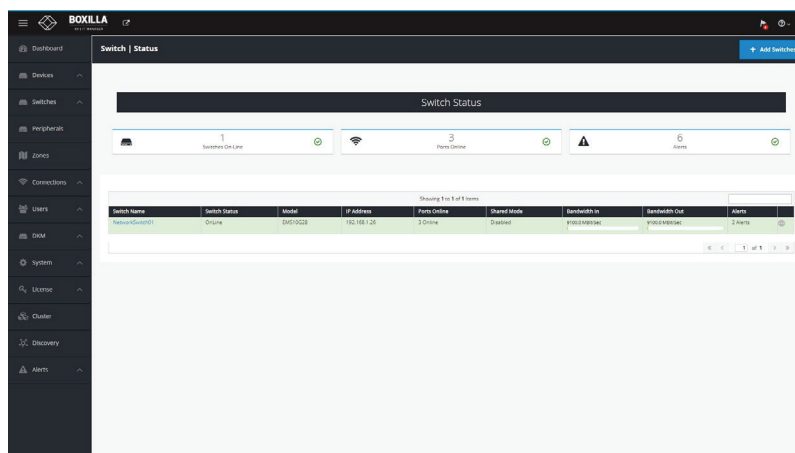 BOXILLA
Dashboard
Switch | Status
+ Add Switches
Devices
Switches
Switch Status
Peripherals
1
Switches On Line
3
Ports Online
6
Alerts
Zones
Connections
Showing 1 to 1 of 1 items
Users
Switch Name Switch Status Model IP Address Ports Online Shared Mode Bandwidth In Bandwidth Out Alerts
NetworkSwitch01 OnLine 192.168.1.26 3 Online Disabled 2 Alerts
DKM
1 of 1
System
License
Cluster
Discovery
Alerts